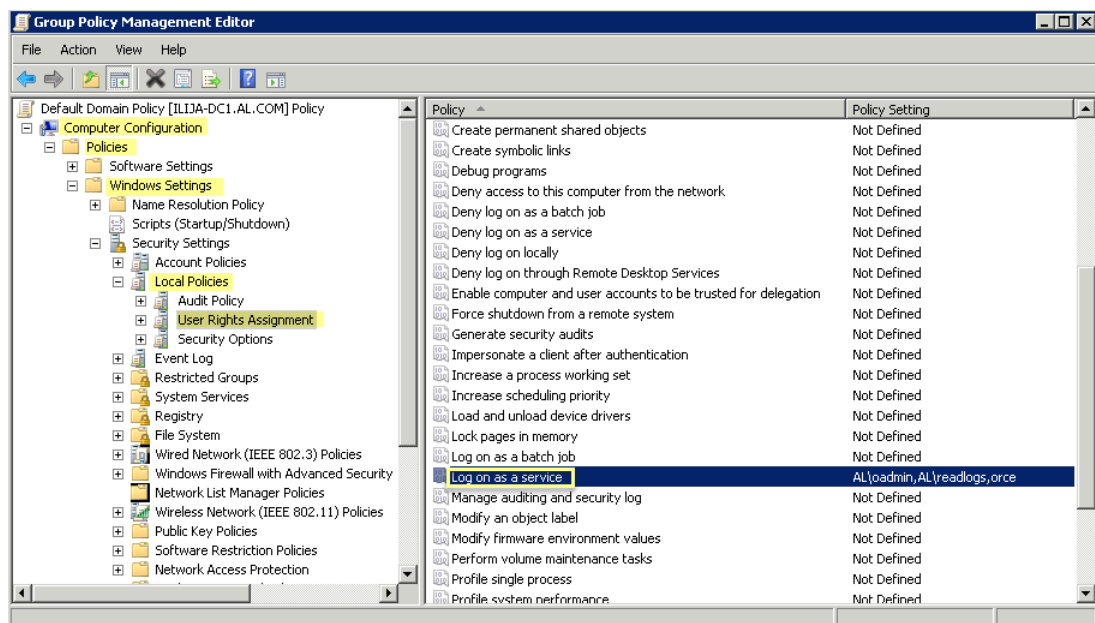 Group Policy Management Editor
File Action View Help
Default Domain Policy [ILIJA-DC1.AL.COM] Policy
Computer Configuration
Policies
Software Settings
Windows Settings
Name Resolution Policy
Scripts (Startup/Shutdown)
Security Settings
Account Policies
Local Policies
Audit Policy
User Rights Assignment
Security Options
Event Log
Restricted Groups
System Services
Registry
File System
Wired Network (IEEE 802.3) Policies
Windows Firewall with Advanced Security
Network List Manager Policies
Wireless Network (IEEE 802.11) Policies
Public Key Policies
Software Restriction Policies
Network Access Protection
Policy Policy Setting
Create permanent shared objects Not Defined
Create symbolic links Not Defined
Debug programs Not Defined
Deny access to this computer from the network Not Defined
Deny log on as a batch job Not Defined
Deny log on as a service Not Defined
Deny log on locally Not Defined
Deny log on through Remote Desktop Services Not Defined
Enable computer and user accounts to be trusted for delegation Not Defined
Force shutdown from a remote system Not Defined
Generate security audits Not Defined
Impersonate a client after authentication Not Defined
Increase a process working set Not Defined
Increase scheduling priority Not Defined
Load and unload device drivers Not Defined
Lock pages in memory Not Defined
Log on as a batch job Not Defined
Log on as a service AL\oadmin,AL\readlogs,orce
Manage auditing and security log Not Defined
Modify an object label Not Defined
Modify firmware environment values Not Defined
Perform volume maintenance tasks Not Defined
Profile single process Not Defined
Profile system performance Not Defined